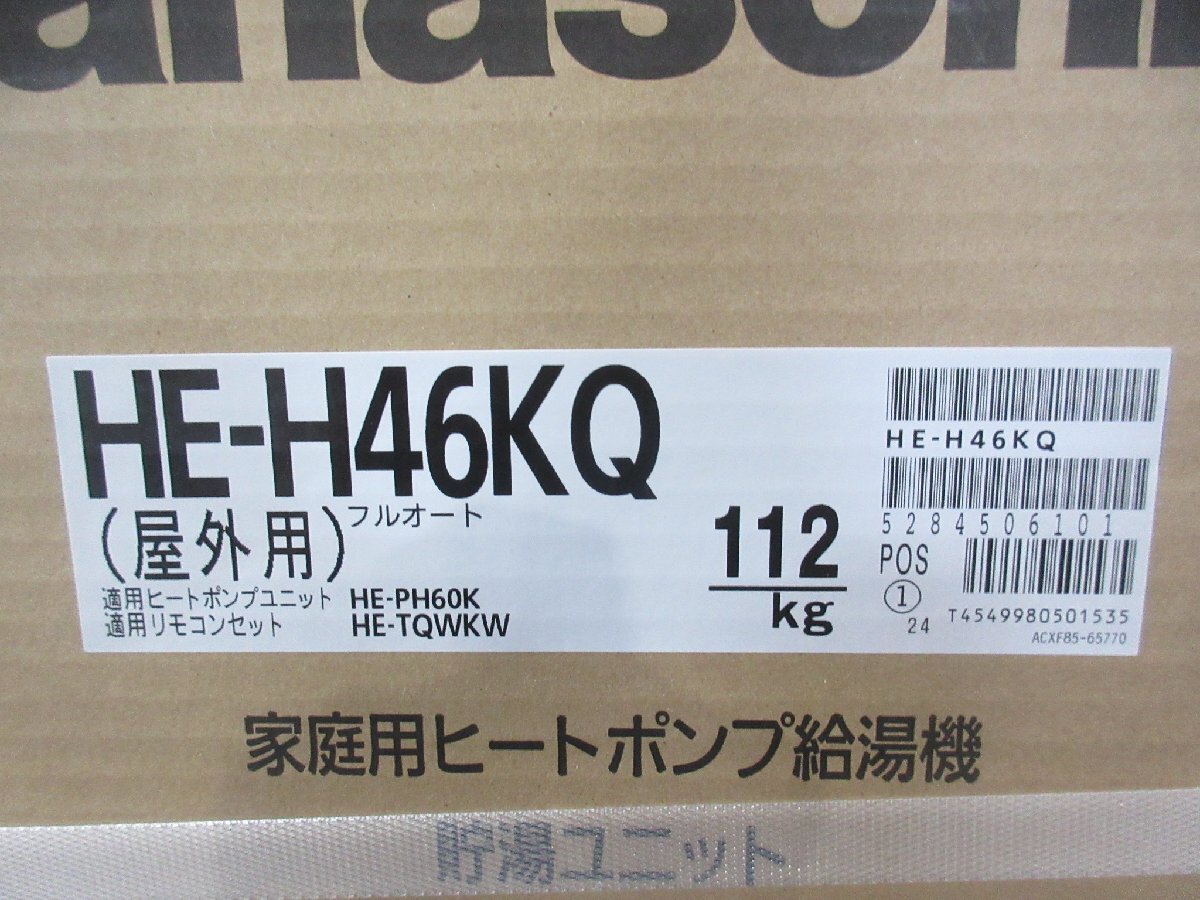 anasoni
HE-H46KQ
(屋外用) フルオート
適用ヒートポンプユニット HE-PH60K
適用リモコンセット HE-TQWKW
112
kg
HE-H46KQ
5284506101
POS
①
24
T4549980501535
ACXF85-65770
家庭用ヒートポンプ給湯機
貯湯ユニット